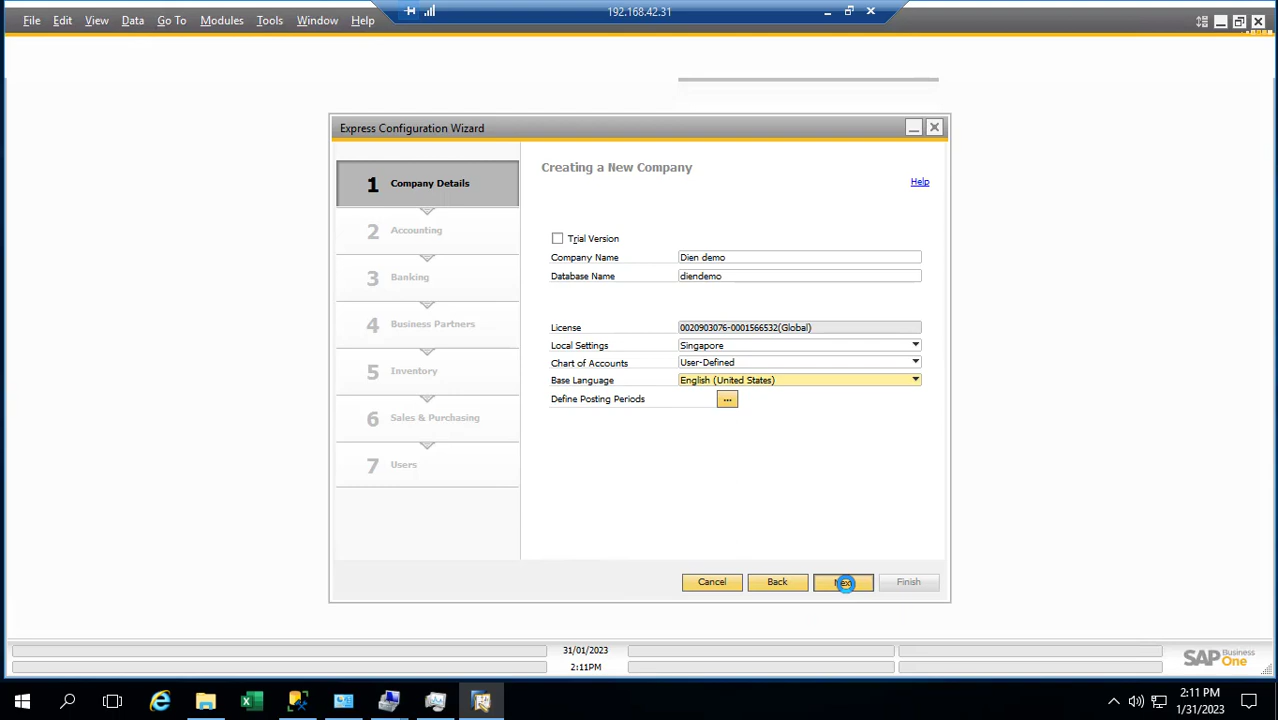 192.168.42.31
File Edit View Data Go To Modules Tools Window Help
Express Configuration Wizard
1 Company Details
2 Accounting
3 Banking
4 Business Partners
5 Inventory
6 Sales & Purchasing
7 Users
Creating a New Company
Help
Trial Version
Company Name Dien demo
Database Name diendemo
License 0020903076-0001566532(Global)
Local Settings Singapore
Chart of Accounts User-Defined
Base Language English (United States)
Define Posting Periods ...
Cancel Back Next Finish
31/01/2023
2:11PM
SAP Business One
2:11 PM
1/31/2023